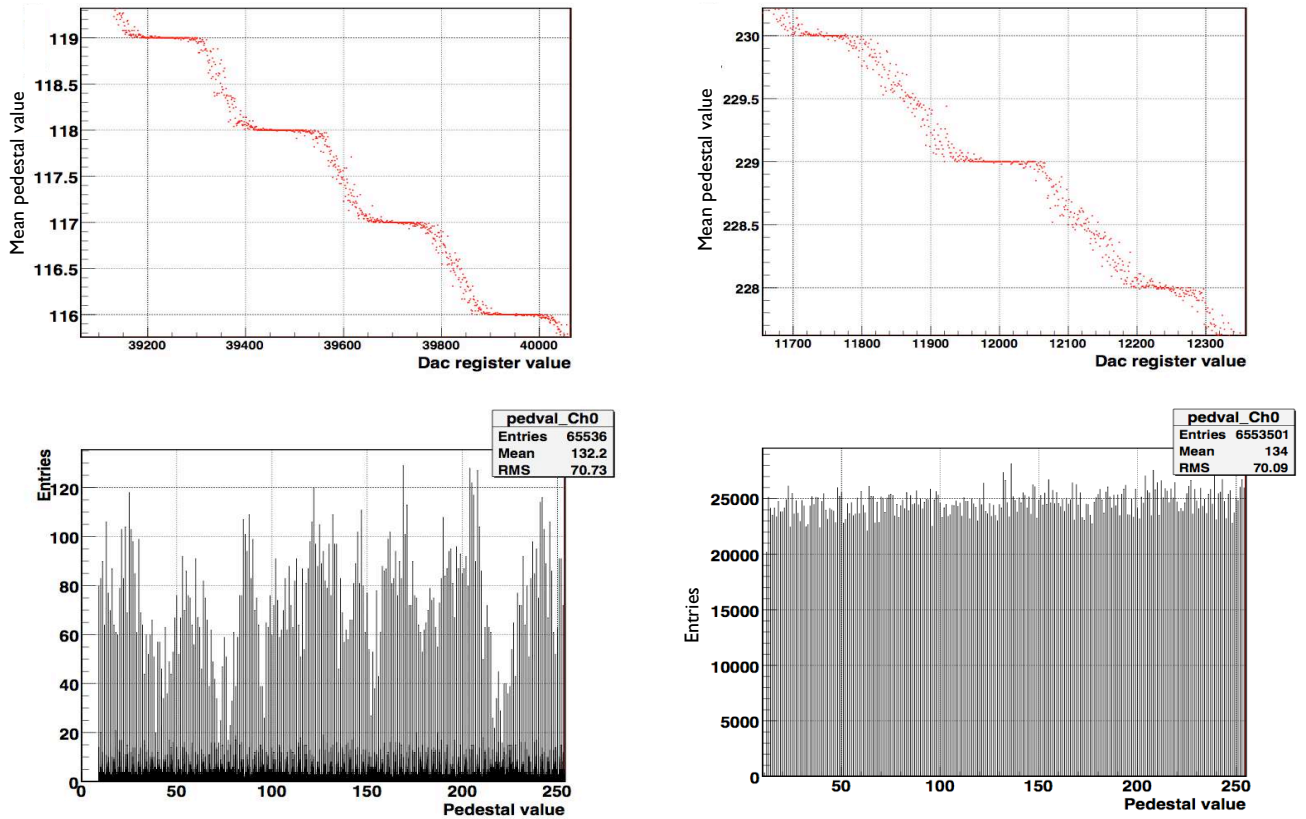 Mean pedestal value
119
118.5
118
117.5
117
116.5
116
39200 39400 39600 39800 40000
Dac register value
Mean pedestal value
230
229.5
229
228.5
228
11700 11800 11900 12000 12100 12200 12300
Dac register value
pedval_Ch0
Entries 65536
Mean 132.2
RMS 70.73
Entries
120
100
80
60
40
20
0
0 50 100 150 200 250
Pedestal value
pedval_Ch0
Entries 6553501
Mean 134
RMS 70.09
Entries
25000
20000
15000
10000
5000
0
50 100 150 200 250
Pedestal value